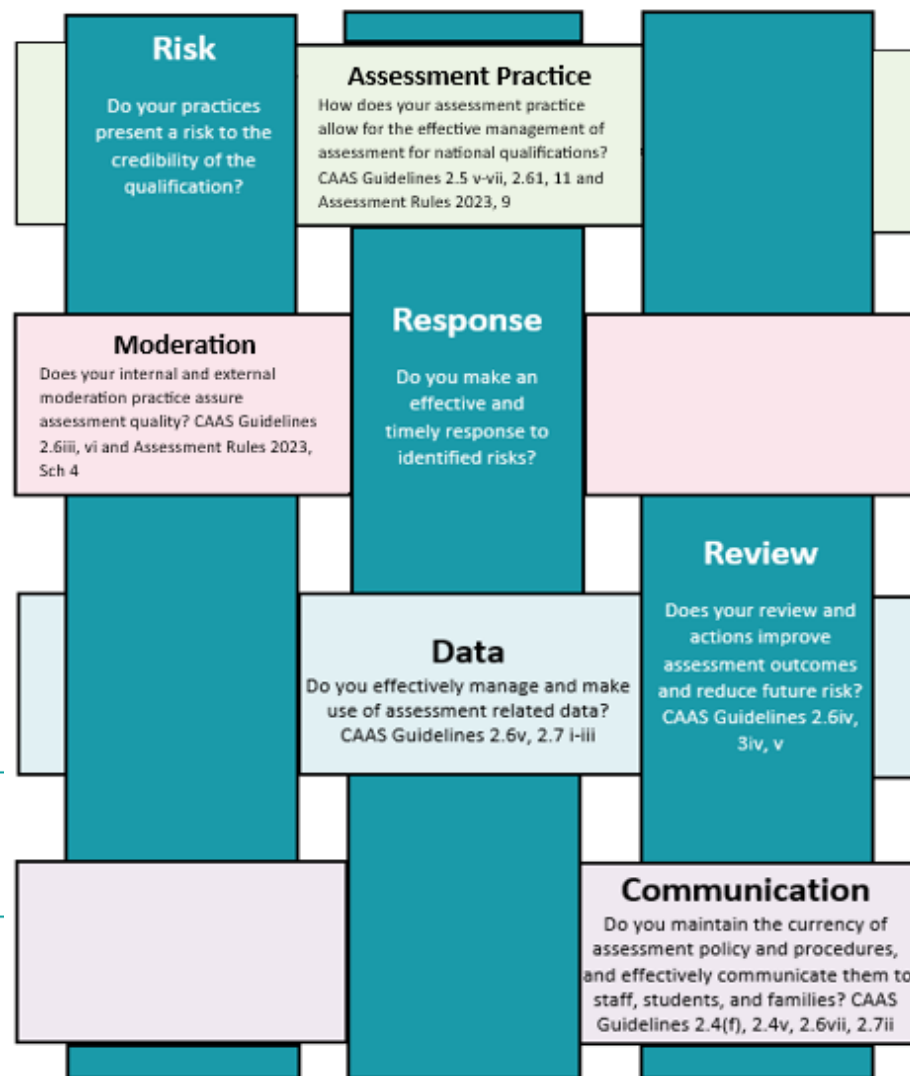 Risk
Do your practices
present a risk to the
credibility of the
qualification?
Assessment Practice
How does your assessment practice
allow for the effective management of
assessment for national qualifications?
CAAS Guidelines 2.5 v-vii, 2.61, 11 and
Assessment Rules 2023, 9
Moderation
Does your internal and external
moderation practice assure
assessment quality? CAAS Guidelines
2.6iii, vi and Assessment Rules 2023,
Sch 4
Response
Do you make an
effective and
timely response to
identified risks?
Data
Do you effectively manage and make
use of assessment related data?
CAAS Guidelines 2.6v, 2.7 i-iii
Review
Does your review and
actions improve
assessment outcomes
and reduce future risk?
CAAS Guidelines 2.6iv,
3iv, v
Communication
Do you maintain the currency of
assessment policy and procedures,
and effectively communicate them to
staff, students, and families? CAAS
Guidelines 2.4(f), 2.4v, 2.6vii, 2.7ii